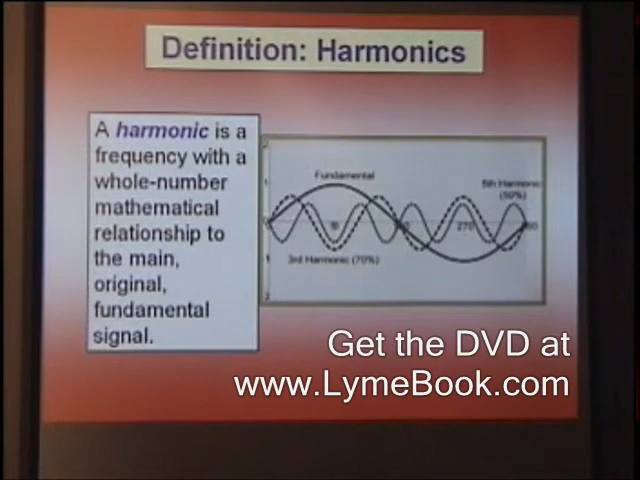 Definition: Harmonics
A harmonic is a
frequency with a
whole-number
mathematical
relationship to
the main,
original,
fundamental
signal.
Fundamental
5th Harmonic
(50%)
270
3rd Harmonic (70%)
Get the DVD at
www.LymeBook.com